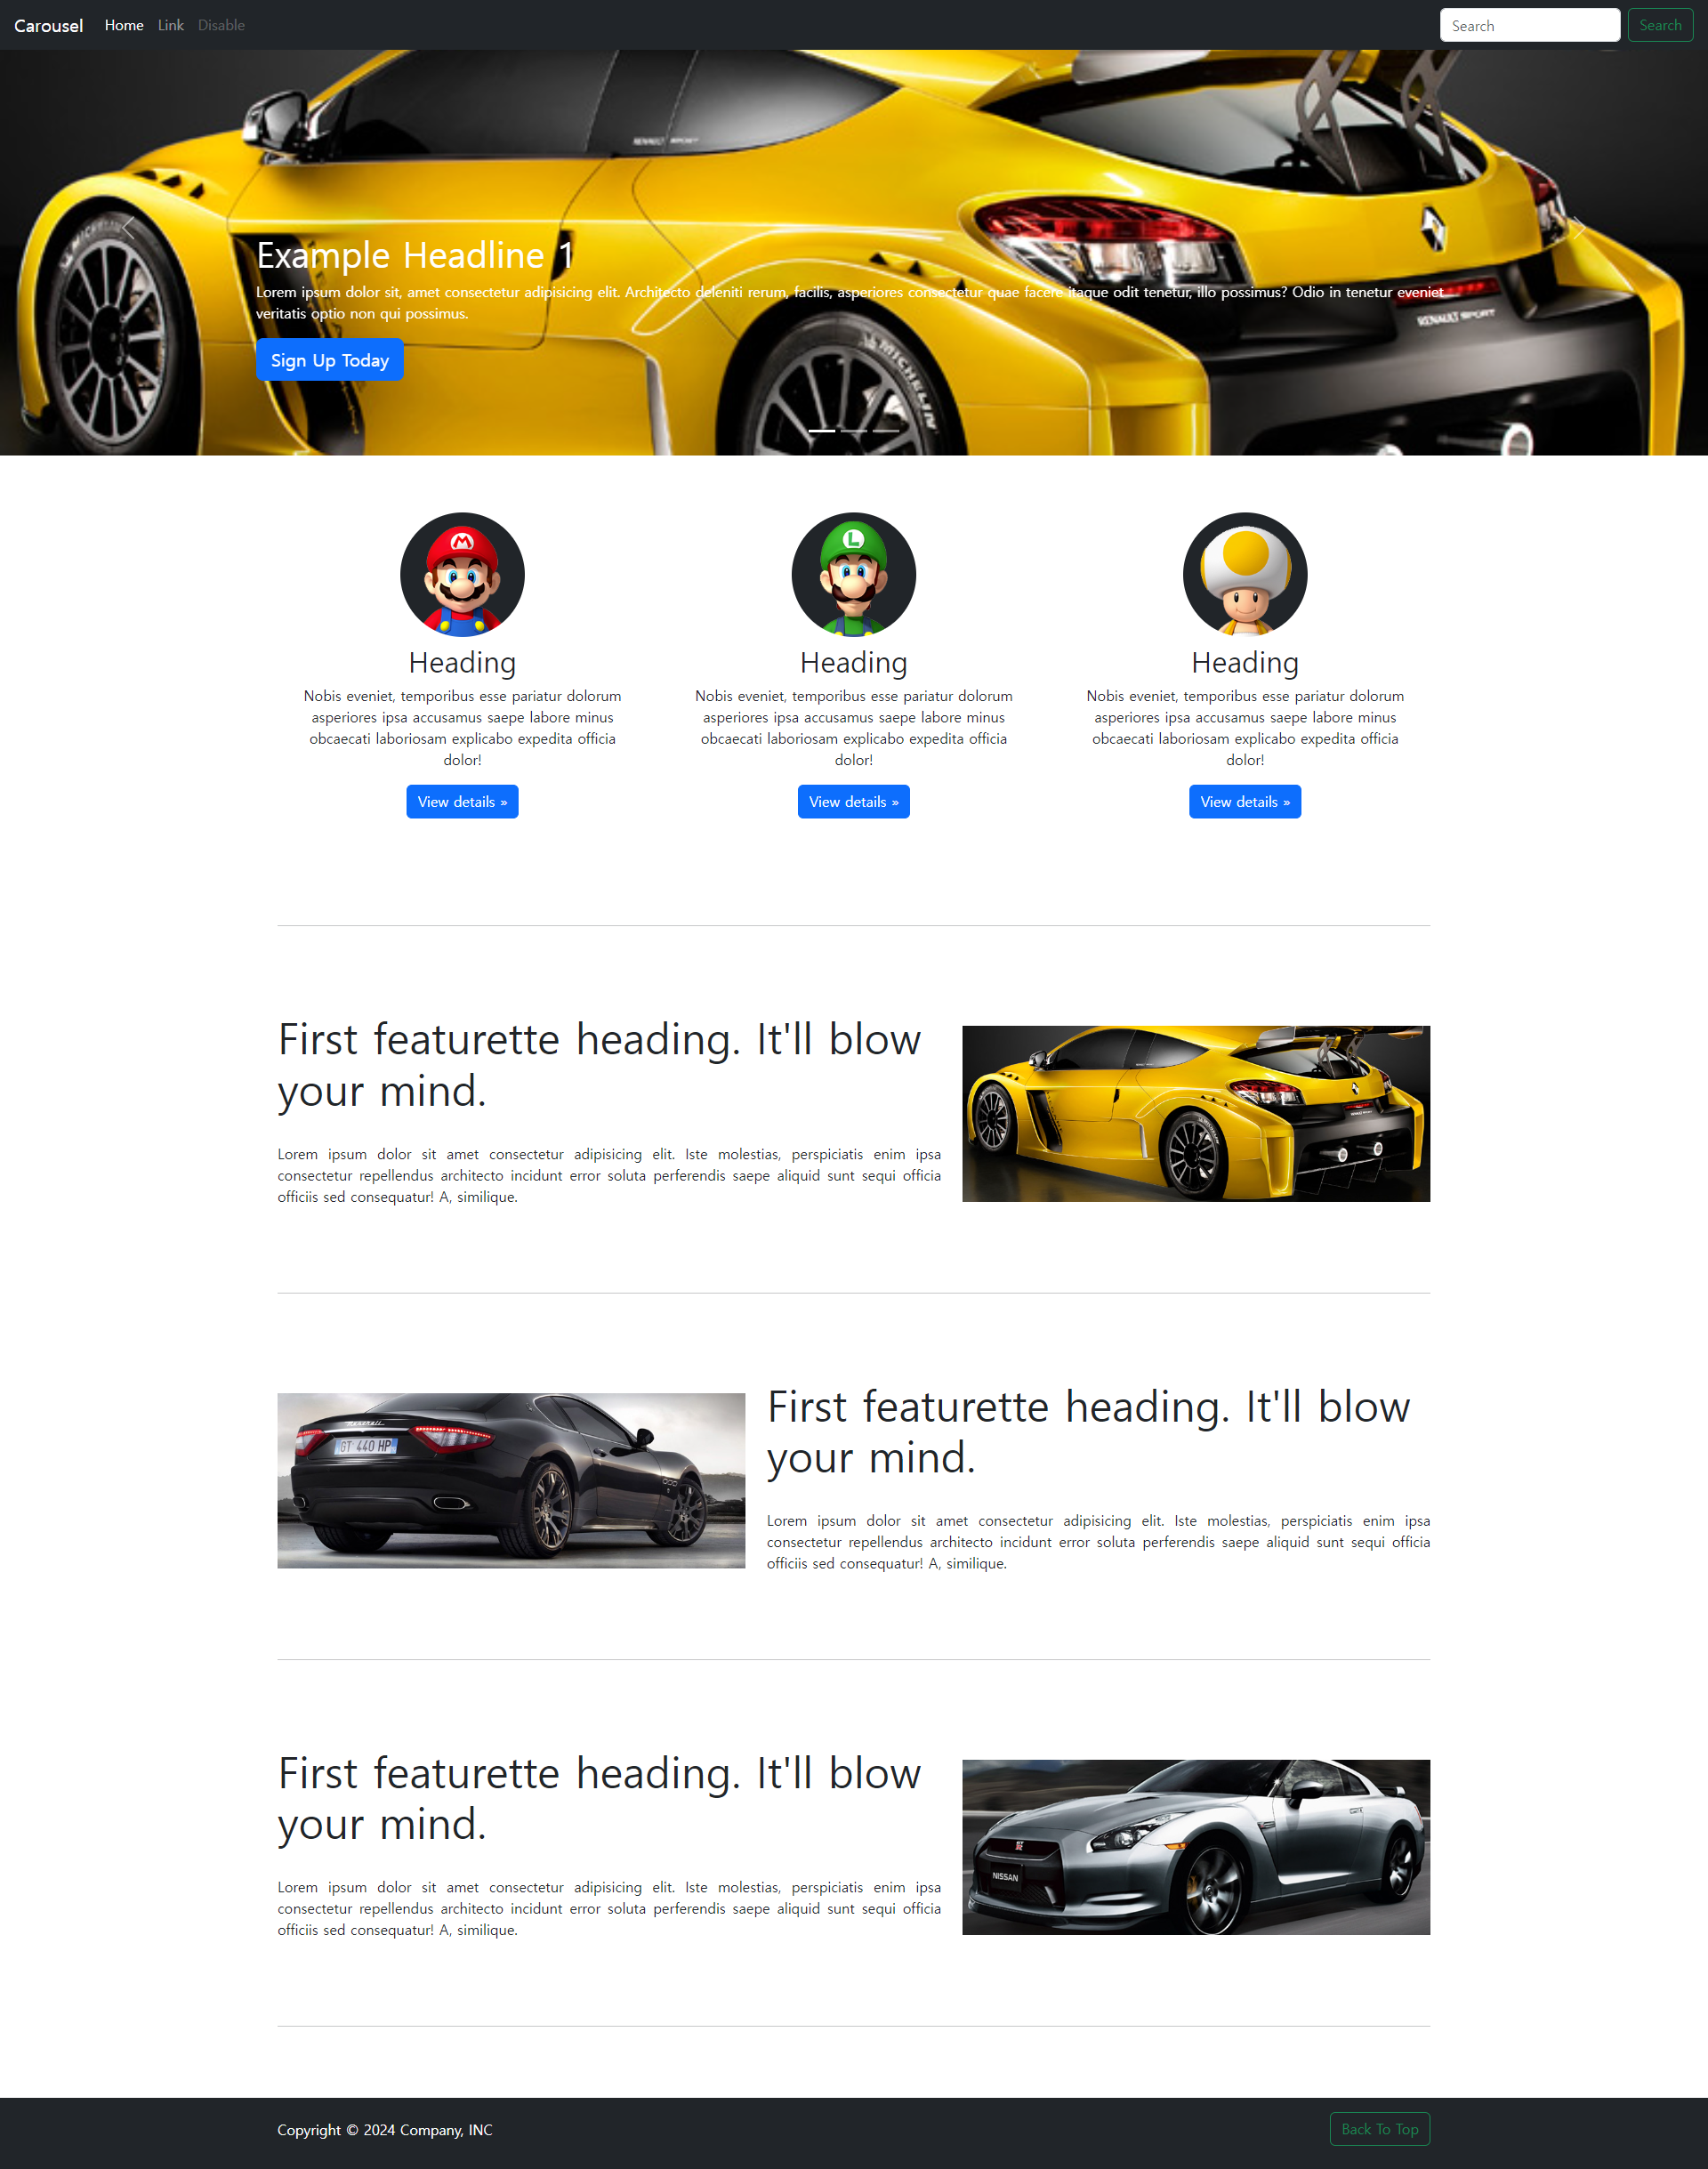 Carousel Home Link Disable Search Search
RENAULT SPORT
MICHELIN
Example Headline 1
Lorem ipsum dolor sit, amet consectetur adipisicing elit. Architecto deleniti rerum, facilis, asperiores consectetur quae facere itaque odit tenetur, illo possimus? Odio in tenetur eveniet
veritatis optio non qui possimus.
RENAULT SPORT
Sign Up Today
MICHELIN
M
L
Heading
Nobis eveniet, temporibus esse pariatur dolorum
asperiores ipsa accusamus saepe labore minus
obcaecati laboriosam explicabo expedita officia
dolor!
View details »
Heading
Nobis eveniet, temporibus esse pariatur dolorum
asperiores ipsa accusamus saepe labore minus
obcaecati laboriosam explicabo expedita officia
dolor!
View details »
Heading
Nobis eveniet, temporibus esse pariatur dolorum
asperiores ipsa accusamus saepe labore minus
obcaecati laboriosam explicabo expedita officia
dolor!
View details »
First featurette heading. It'll blow
your mind.
Lorem ipsum dolor sit amet consectetur adipisicing elit. Iste molestias, perspiciatis enim ipsa
consectetur repellendus architecto incidunt error soluta perferendis saepe aliquid sunt sequi officia
officiis sed consequatur! A, similique.
GT 440 HP
First featurette heading. It'll blow
your mind.
Lorem ipsum dolor sit amet consectetur adipisicing elit. Iste molestias, perspiciatis enim ipsa
consectetur repellendus architecto incidunt error soluta perferendis saepe aliquid sunt sequi officia
officiis sed consequatur! A, similique.
First featurette heading. It'll blow
your mind.
Lorem ipsum dolor sit amet consectetur adipisicing elit. Iste molestias, perspiciatis enim ipsa
consectetur repellendus architecto incidunt error soluta perferendis saepe aliquid sunt sequi officia
officiis sed consequatur! A, similique.
NISSAN
Copyright © 2024 Company, INC
Back To Top